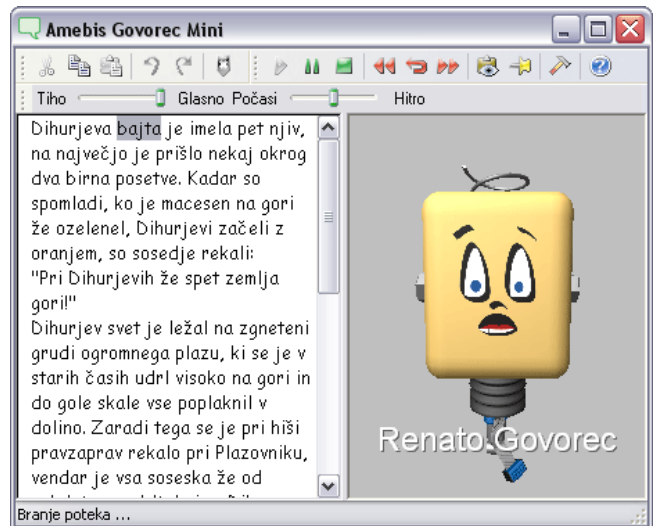 Amebis Govorec Mini
Tiho Glasno Počasi Hitro
Dihurjeva bajta je imela pet njiv,
na največjo je prišlo nekaj okrog
dva birna posetve. Kadar so
spomladi, ko je macesen na gori
že ozelenel, Dihurjevi začeli z
oranjem, so sosedje rekali:
"Pri Dihurjevih že spet zemlja
gori!"
Dihurjev svet je ležal na zgneteni
grudi ogromnega plazu, ki se je v
starih časih udrl visoko na gori in
do gole skale vse poplaknil v
dolino. Zaradi tega se je pri hiši
pravzaprav rekalo pri Plazovniku,
vendar je vsa soseska že od
Renato Govorec
Branje poteka ...